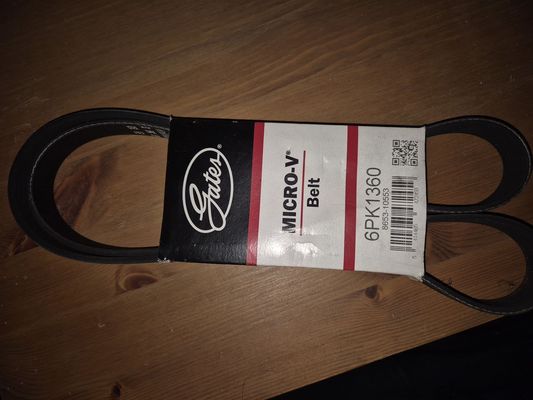 Gates
MICRO-V®
Belt
6PK1360
8653-10553